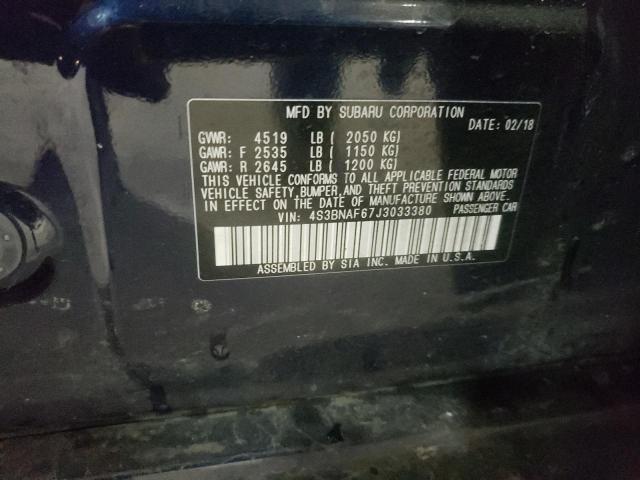 MFD BY SUBARU CORPORATION
DATE: 02/18
GVWR: 4519 LB ( 2050 KG)
GAWR: F 2535 LB ( 1150 KG)
GAWR: R 2645 LB ( 1200 KG)
THIS VEHICLE CONFORMS TO ALL APPLICABLE FEDERAL MOTOR
VEHICLE SAFETY, BUMPER, AND THEFT PREVENTION STANDARDS
IN EFFECT ON THE DATE OF MANUFACTURE SHOWN ABOVE.
VIN: 4S3BNAF67J3033380 PASSENGER CAR
ASSEMBLED BY SIA INC. MADE IN U.S.A.